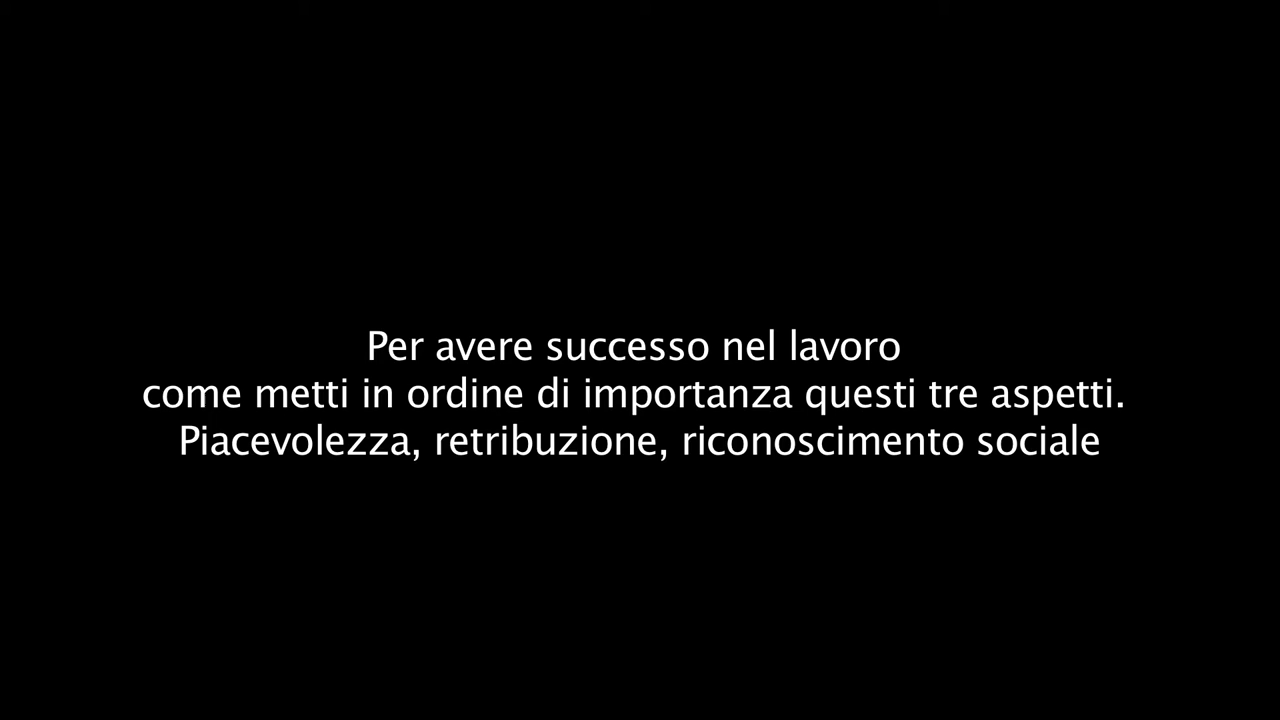 Per avere successo nel lavoro
come metti in ordine di importanza questi tre aspetti.
Piacevolezza, retribuzione, riconoscimento sociale